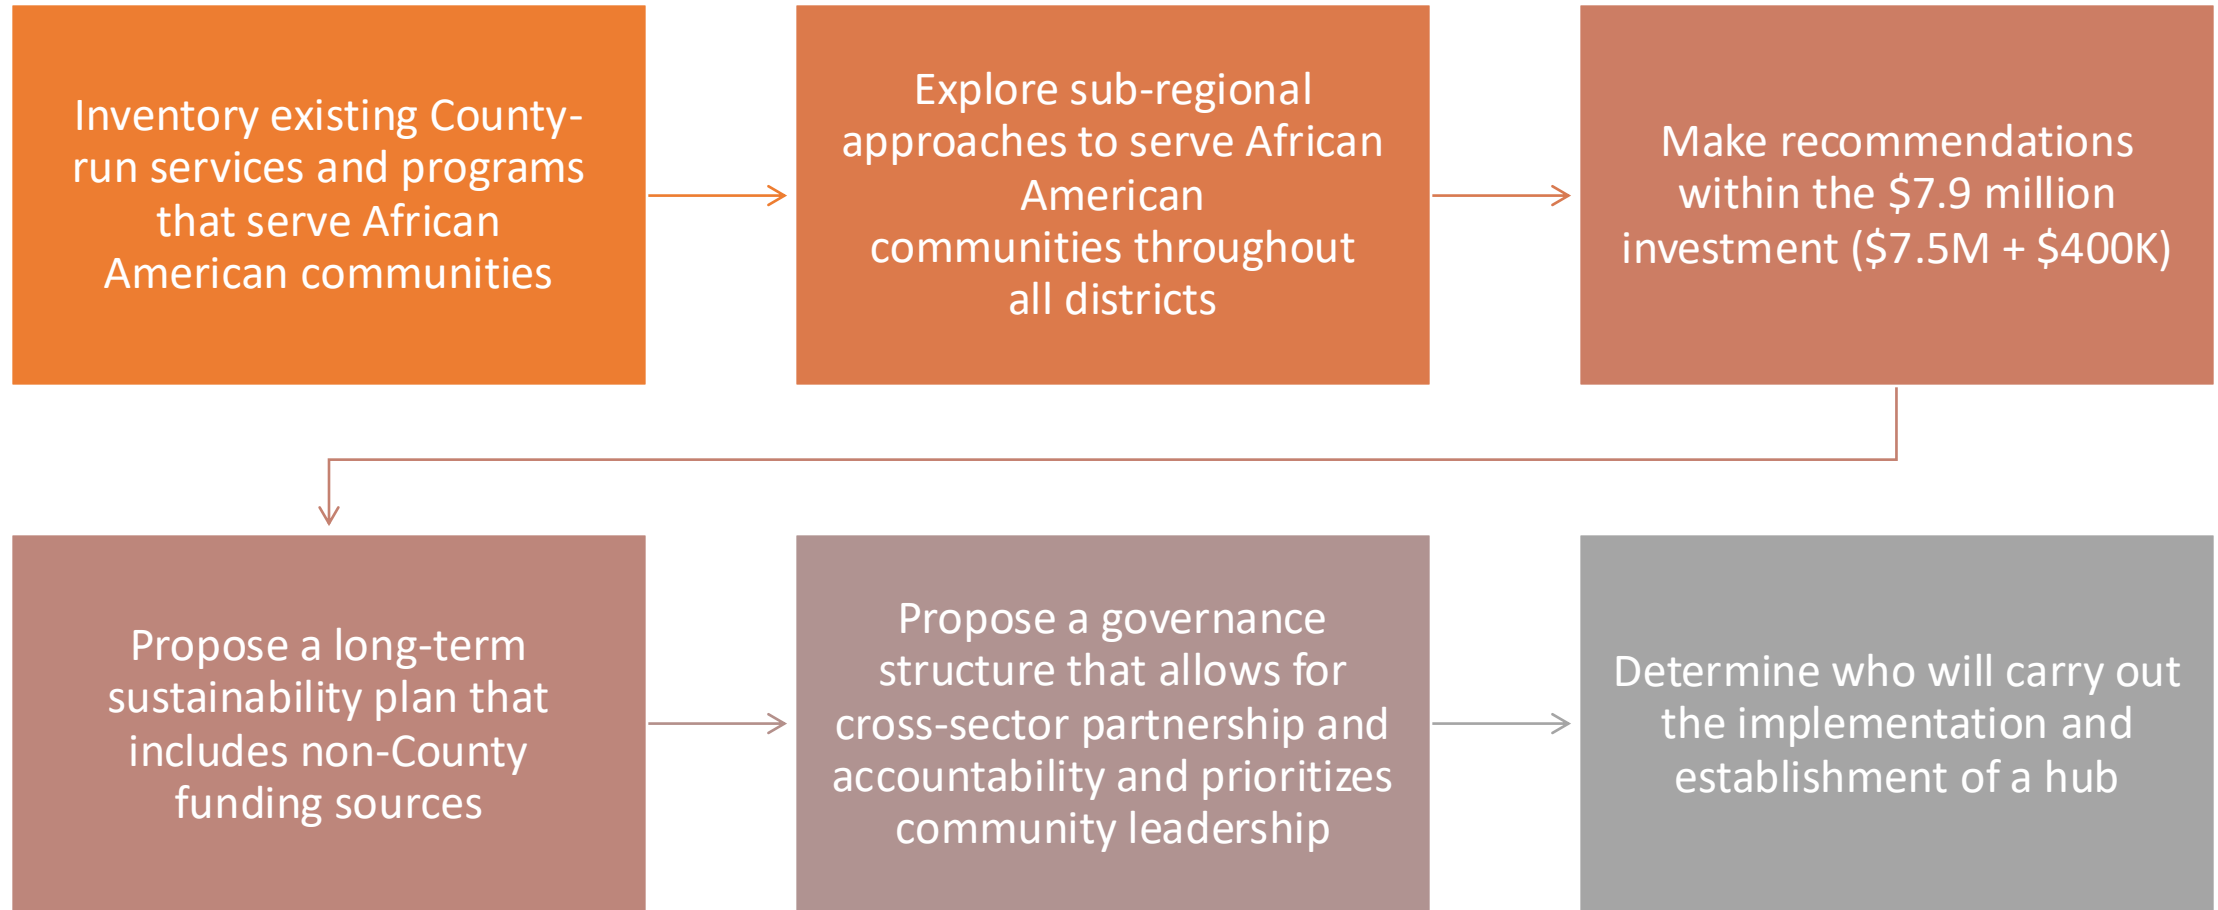 Inventory existing County-
run services and programs
that serve African
American communities
Explore sub-regional
approaches to serve African
American
communities throughout
all districts
Make recommendations
within the $7.9 million
investment ($7.5M + $400K)
Propose a long-term
sustainability plan that
includes non-County
funding sources
Propose a governance
structure that allows for
cross-sector partnership and
accountability and prioritizes
community leadership
Determine who will carry out
the implementation and
establishment of a hub